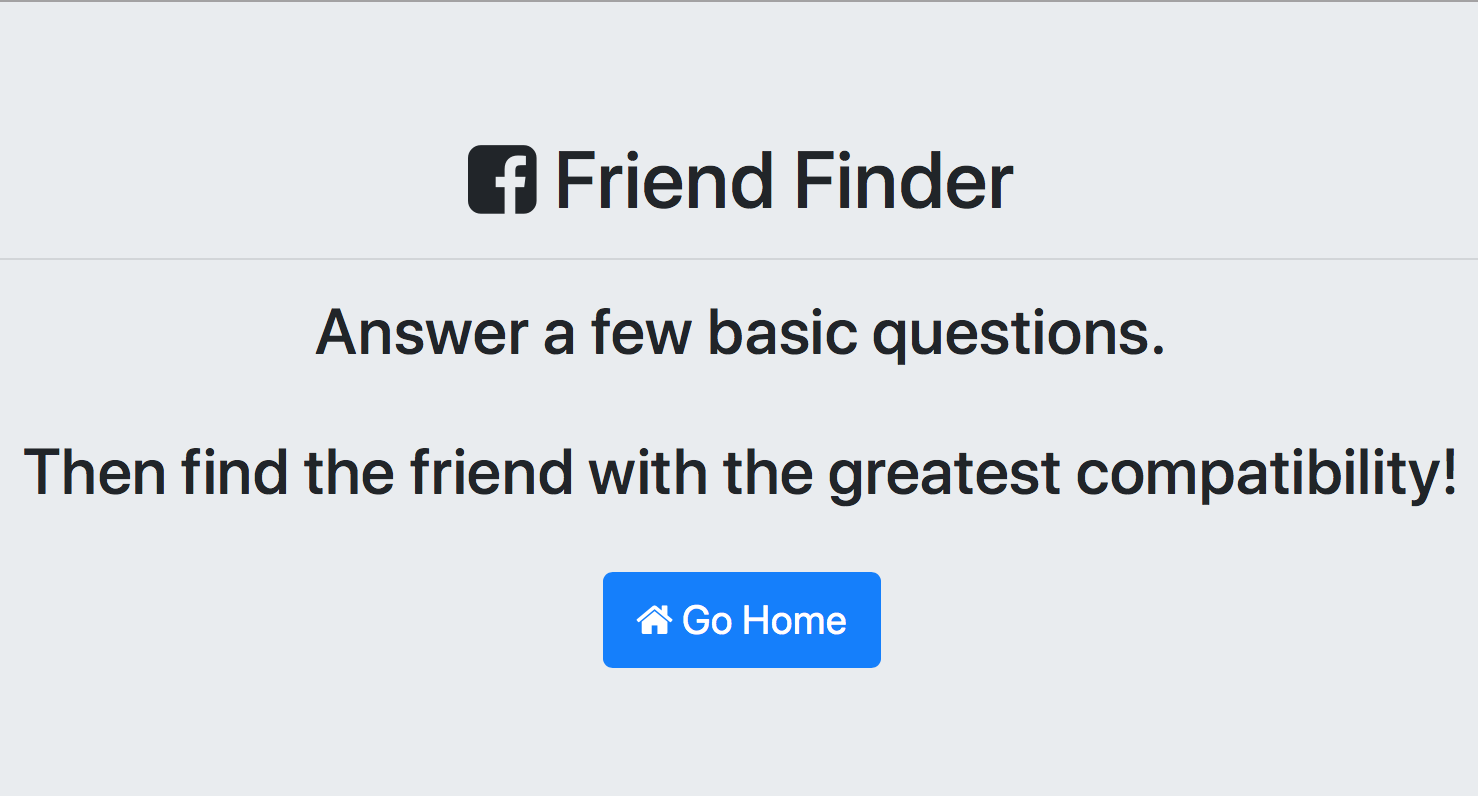 Friend Finder
Answer a few basic questions.
Then find the friend with the greatest compatibility!
Go Home